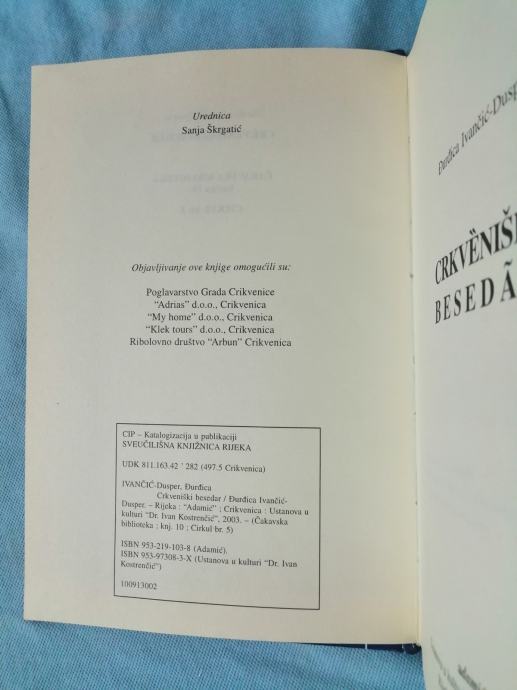 Urednica
Sanja Škrgatić
Objavljivanje ove knjige omogućili su:
Poglavarstvo Grada Crikvenice
"Adrias" d.o.o., Crikvenica
"My home" d.o.o., Crikvenica
"Klek tours" d.o.o., Crikvenica
Ribolovno društvo "Arbun" Crikvenica
CIP – Katalogizacija u publikaciji
SVEUČILIŠNA KNJIŽNICA RIJEKA
UDK 811.163.42 ' 282 (497.5 Crikvenica)
IVANČIĆ-Dusper, Đurđica
Crkveniški besedar / Đurđica Ivančić-
Dusper. – Rijeka : "Adamić" ; Crikvenica : Ustanova u
kulturi "Dr. Ivan Kostrenčić", 2003. – (Čakavska
biblioteka ; knj. 10 ; Cirkul br. 5)
ISBN 953-219-103-8 (Adamić).
ISBN 953-97308-3-X (Ustanova u kulturi "Dr. Ivan
Kostrenčić")
100913002
Đurđica Ivančić-Dusper
CRKVȄNIŠK
BESEDÃ